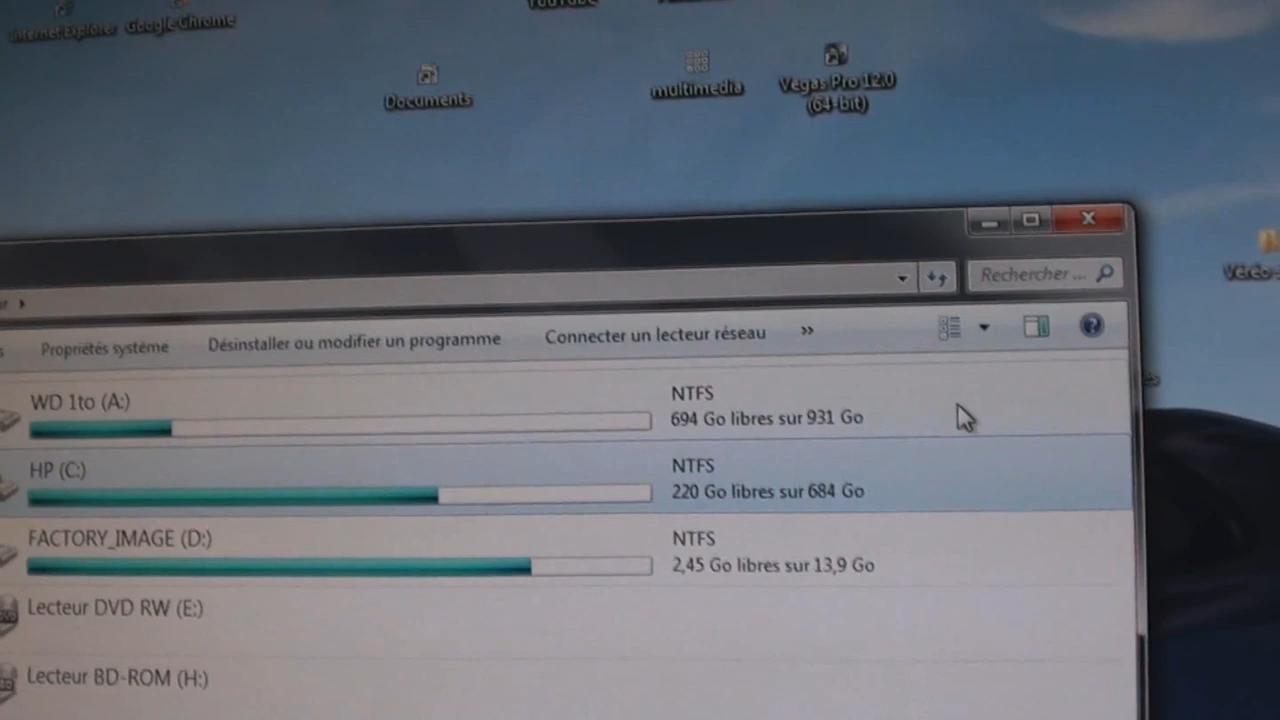 Internet Explorer
Google Chrome
YouTube
Documents
multimedia
Vegas Pro 12.0
(64-bit)
Rechercher ...
Propriétés système
Désinstaller ou modifier un programme
Connecter un lecteur réseau
»
WD 1to (A:)
NTFS
694 Go libres sur 931 Go
HP (C:)
NTFS
220 Go libres sur 684 Go
FACTORY_IMAGE (D:)
NTFS
2,45 Go libres sur 13,9 Go
Lecteur DVD RW (E:)
Lecteur BD-ROM (H:)